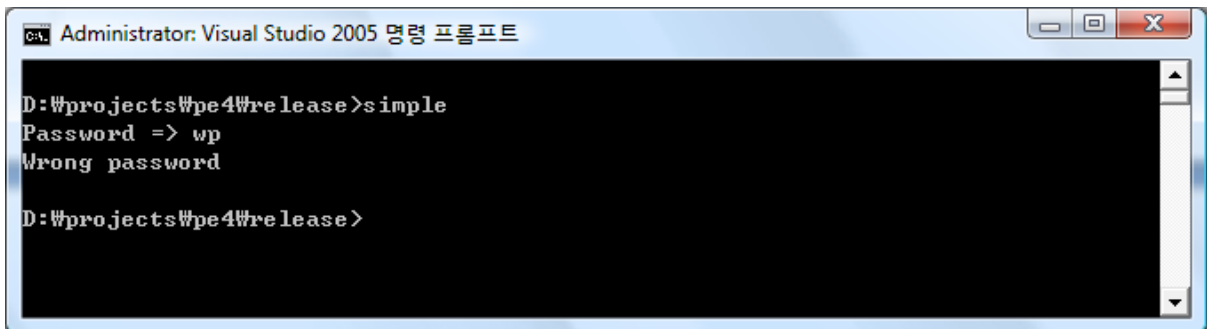 Administrator: Visual Studio 2005 명령 프롬프트
D:₩projects₩pe4₩release>simple
Password => wp
Wrong password
D:₩projects₩pe4₩release>